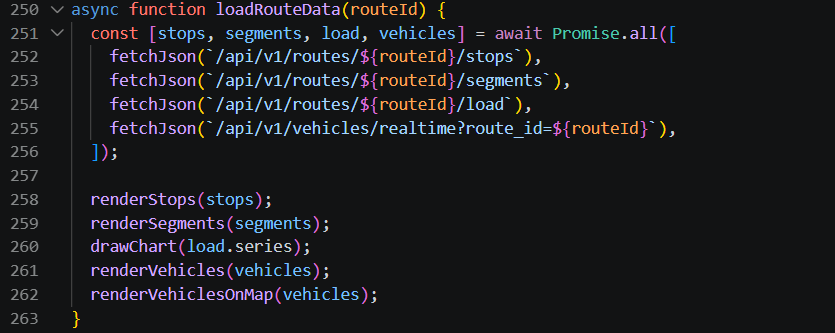 250 async function loadRouteData(routeId) {
251 const [stops, segments, load, vehicles] = await Promise.all([
252 fetchJson(`/api/v1/routes/${routeId}/stops`),
253 fetchJson(`/api/v1/routes/${routeId}/segments`),
254 fetchJson(`/api/v1/routes/${routeId}/load`),
255 fetchJson(`/api/v1/vehicles/realtime?route_id=${routeId}`),
256 ]);
257
258 renderStops(stops);
259 renderSegments(segments);
260 drawChart(load.series);
261 renderVehicles(vehicles);
262 renderVehiclesOnMap(vehicles);
263 }